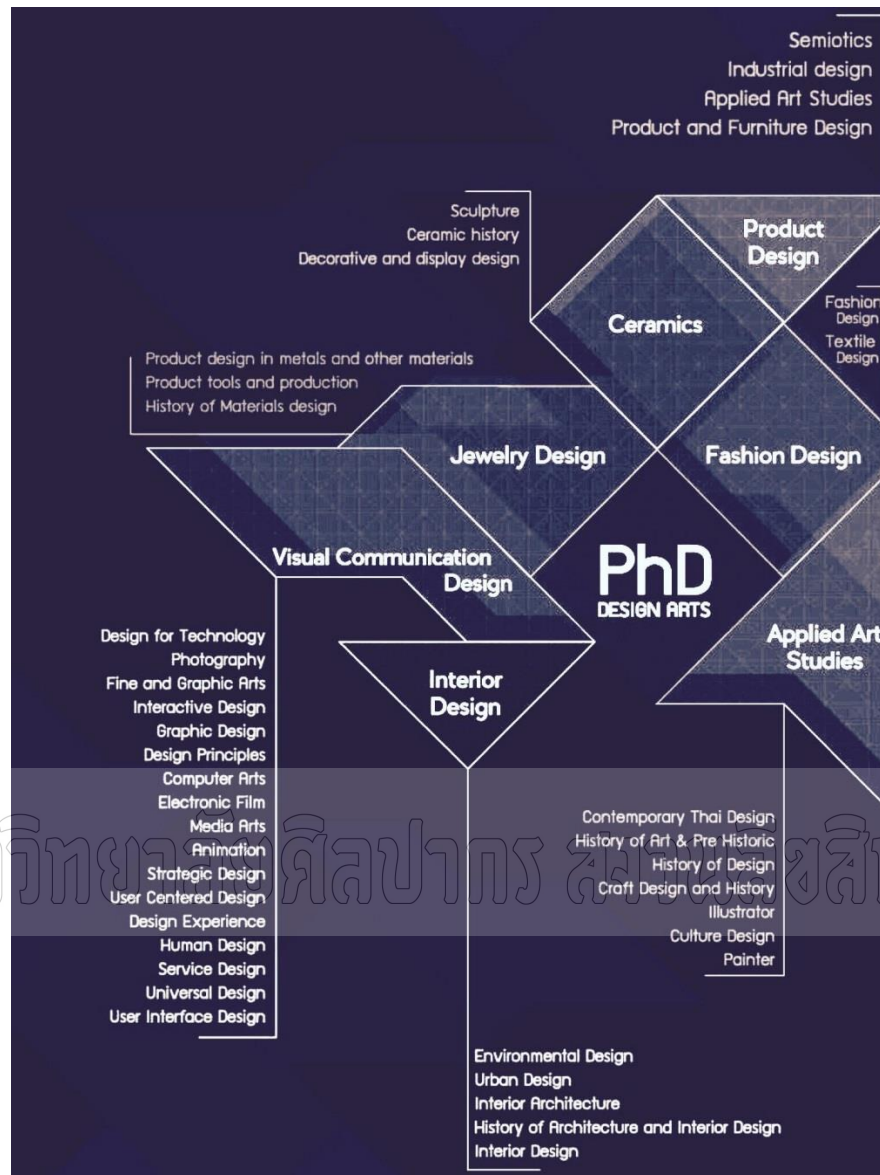 Semiotics
Industrial design
Applied Art Studies
Product and Furniture Design
Sculpture
Ceramic history
Decorative and display design
Product
Design
Ceramics
Fashion
Design
Textile
Design
Product design in metals and other materials
Product tools and production
History of Materials design
Jewelry Design
Fashion Design
Visual Communication
Design
PhD
DESIGN ARTS
Applied Art
Studies
Interior
Design
Design for Technology
Photography
Fine and Graphic Arts
Interactive Design
Graphic Design
Design Principles
Computer Arts
Electronic Film
Media Arts
Animation
Strategic Design
User Centered Design
Design Experience
Human Design
Service Design
Universal Design
User Interface Design
Contemporary Thai Design
History of Art & Pre Historic
History of Design
Craft Design and History
Illustrator
Culture Design
Painter
Environmental Design
Urban Design
Interior Architecture
History of Architecture and Interior Design
Interior Design